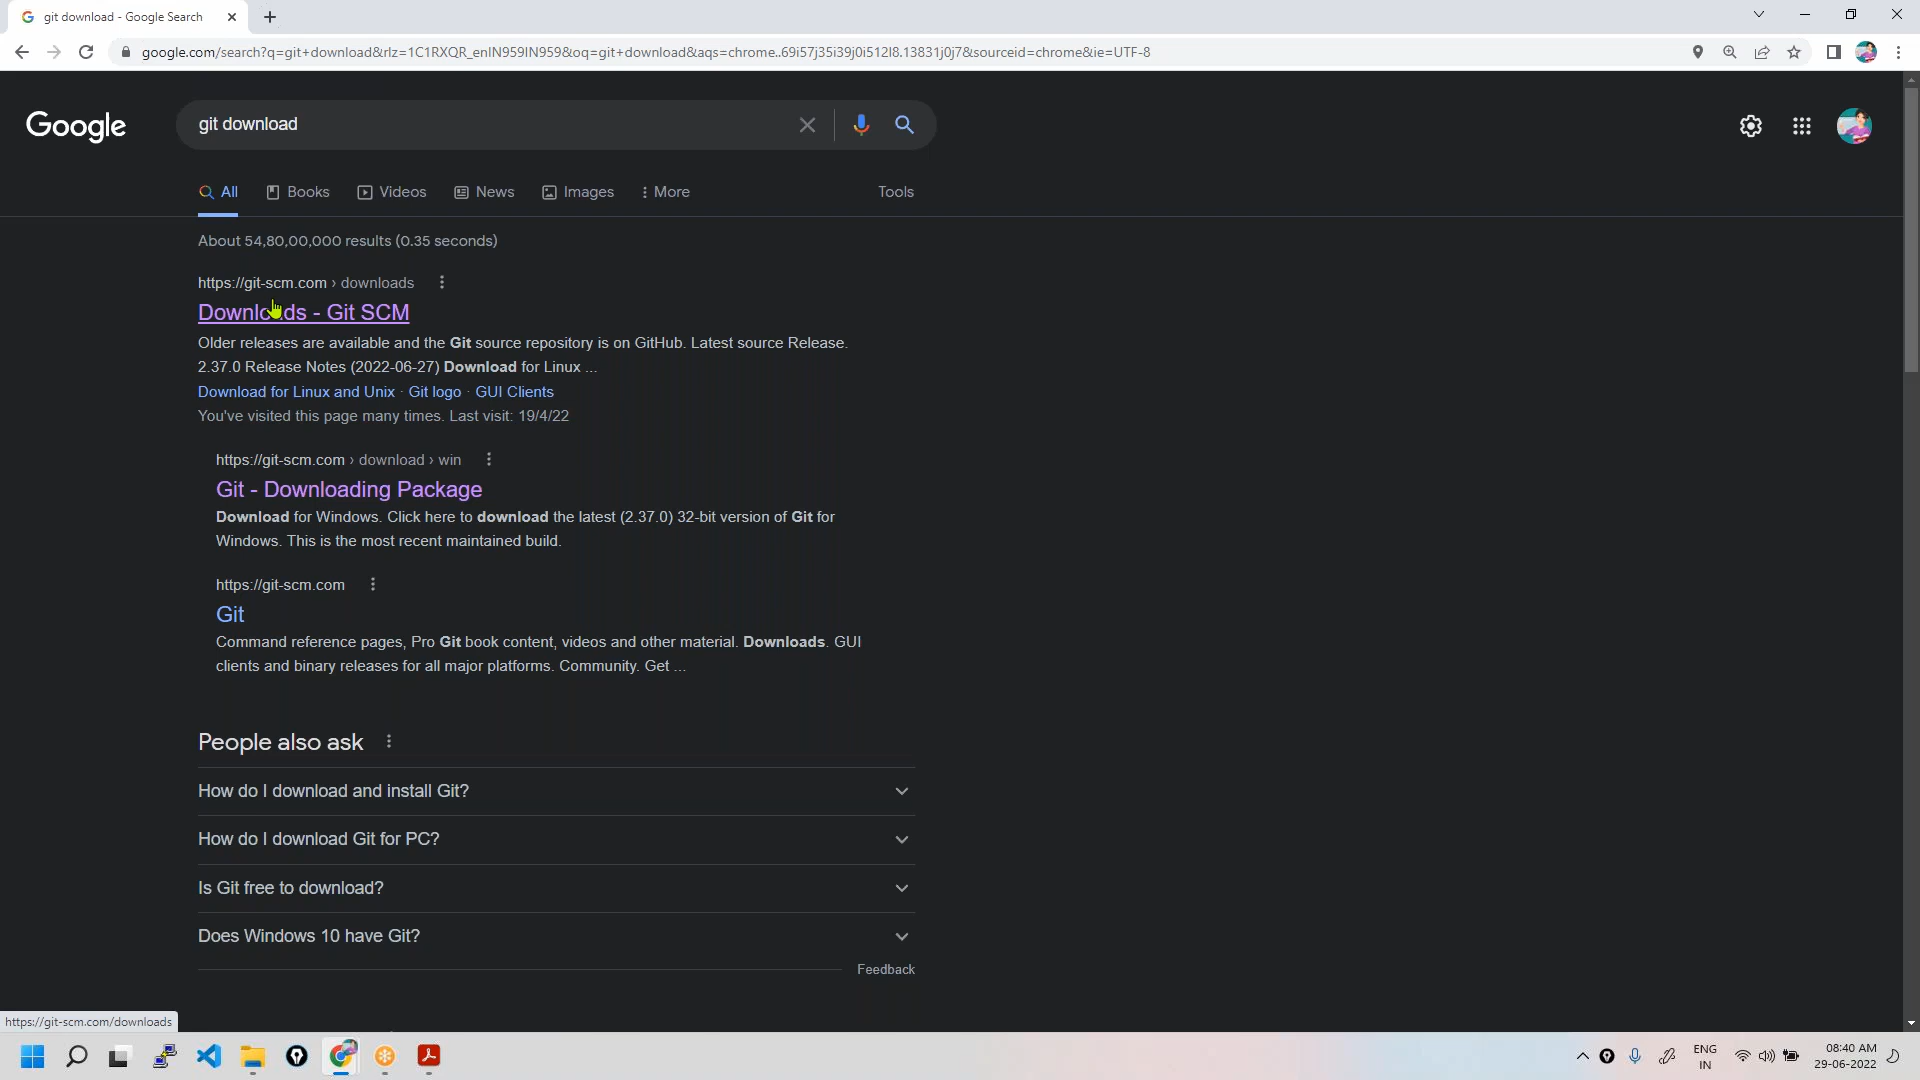 git download - Google Search
google.com/search?q=git+download&rlz=1C1RXQR_enIN959IN959&oq=git+download&aqs=chrome..69i57j35i39j0i512l8.13831j0j7&sourceid=chrome&ie=UTF-8
Google
git download
All
Books
Videos
News
Images
More
Tools
About 54,80,00,000 results (0.35 seconds)
https://git-scm.com › downloads
Downloads - Git SCM
Older releases are available and the Git source repository is on GitHub. Latest source Release.
2.37.0 Release Notes (2022-06-27) Download for Linux ...
Download for Linux and Unix · Git logo · GUI Clients
You've visited this page many times. Last visit: 19/4/22
https://git-scm.com › download › win
Git - Downloading Package
Download for Windows. Click here to download the latest (2.37.0) 32-bit version of Git for
Windows. This is the most recent maintained build.
https://git-scm.com
Git
Command reference pages, Pro Git book content, videos and other material. Downloads. GUI
clients and binary releases for all major platforms. Community. Get ...
People also ask
How do I download and install Git?
How do I download Git for PC?
Is Git free to download?
Does Windows 10 have Git?
Feedback
https://git-scm.com/downloads
ENG
IN
08:40 AM
29-06-2022